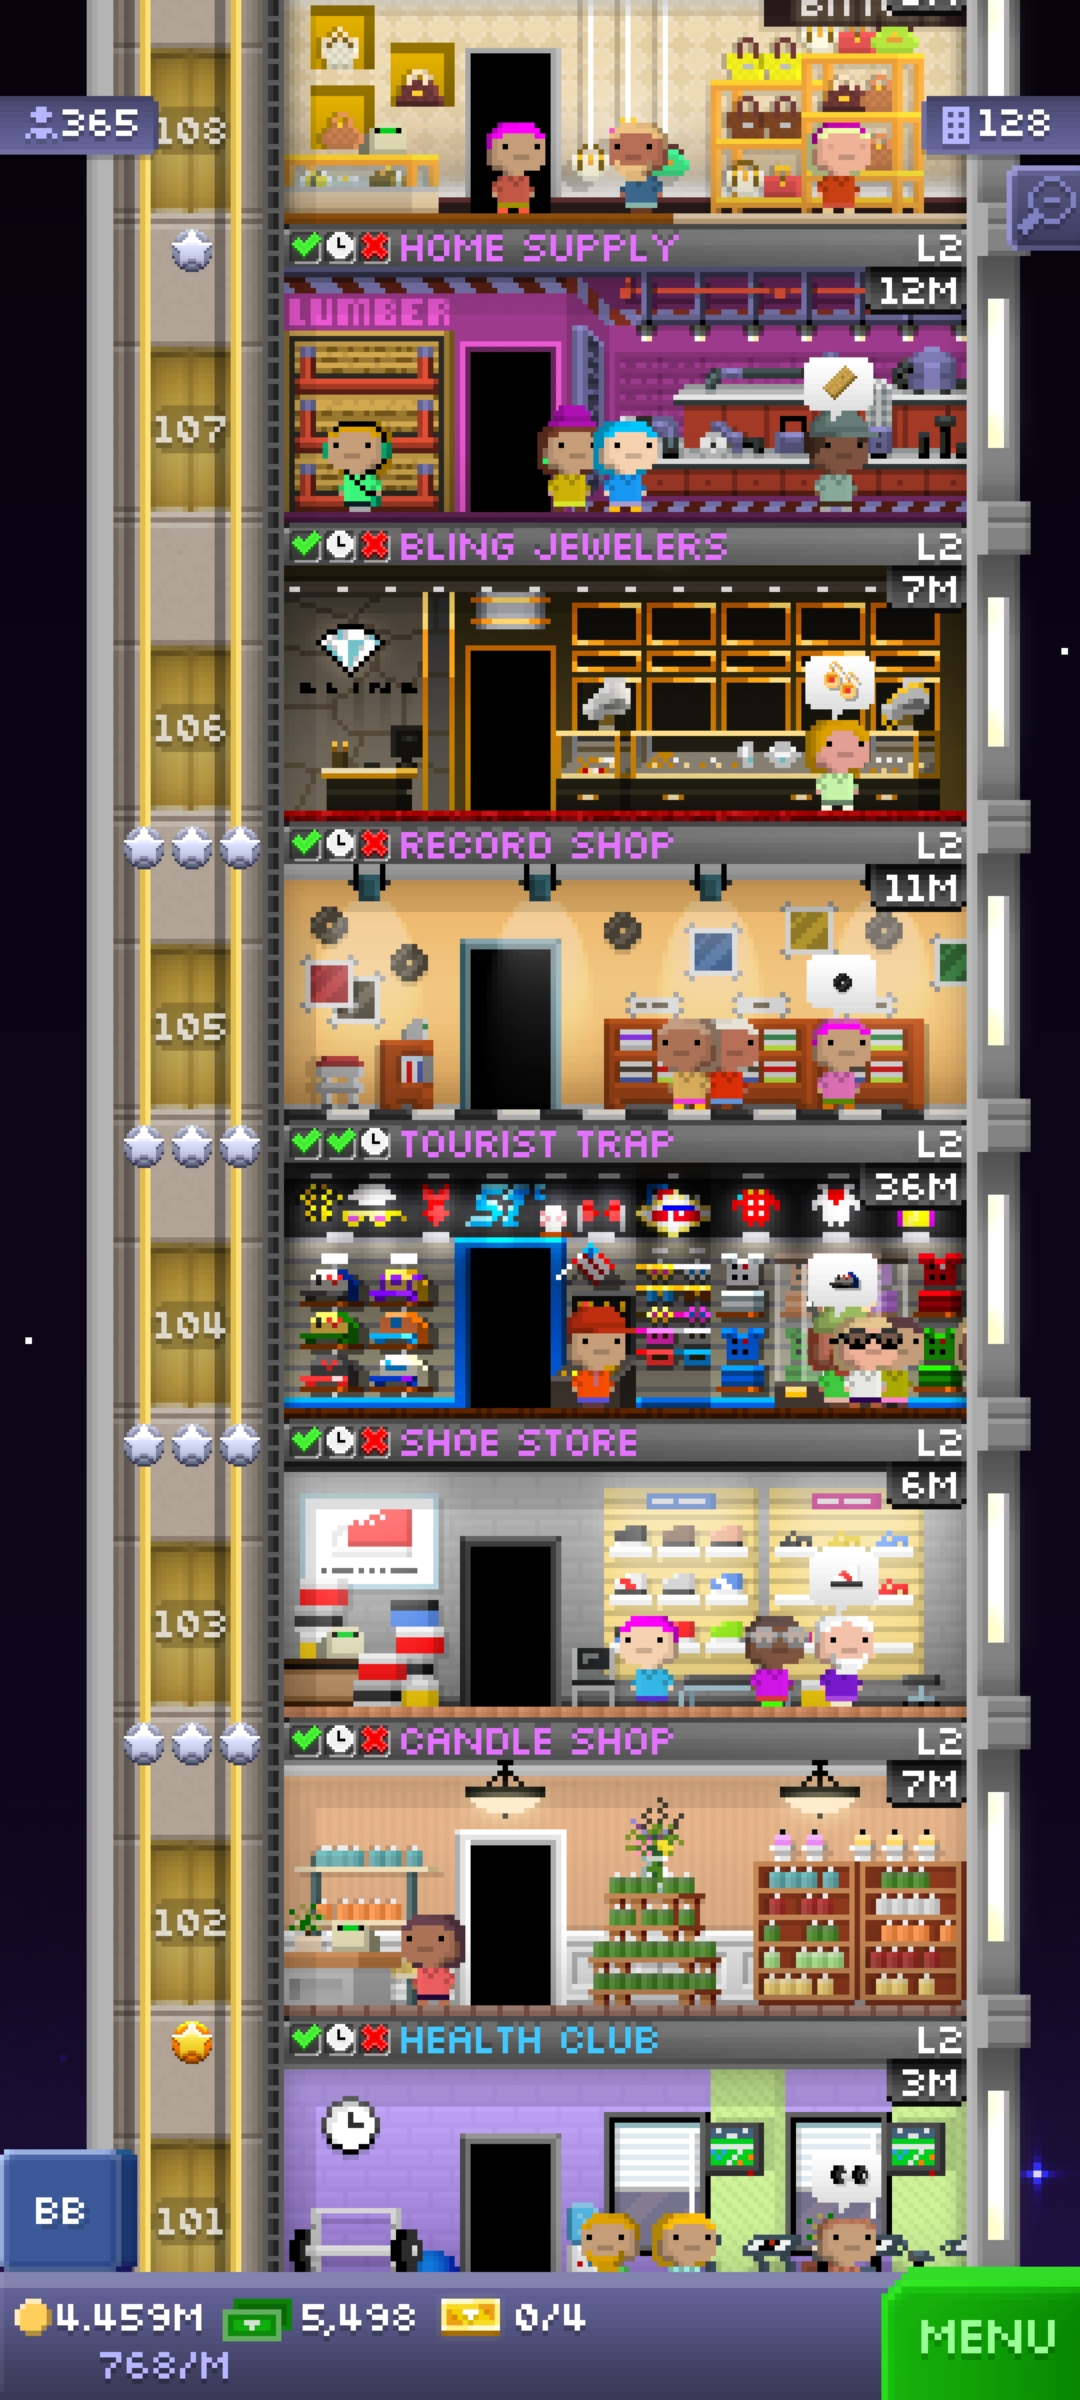 365
108
128
HOME SUPPLY L2
12M
LUMBER
107
BLING JEWELERS L2
7M
BLING
106
RECORD SHOP L2
11M
105
TOURIST TRAP L2
36M
104
SHOE STORE L2
6M
103
CANDLE SHOP L2
7M
102
HEALTH CLUB L2
3M
BB
101
4.459M 5,498 0/4
768/M
MENU